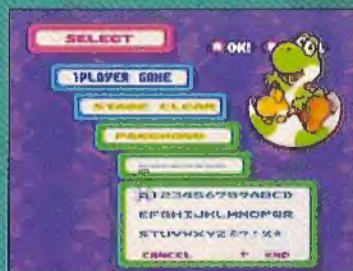 SELECT
OK!
1PLAYER GAME
STAGE CLEAR
PASSWORD
0123456789ABCD
EFGHIJKLMNOPQR
STUVWXYZ&?!%*
CANCEL ← END